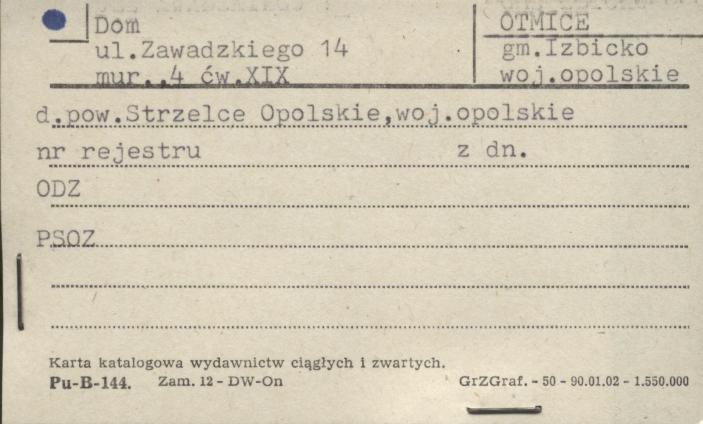 Dom
ul.Zawadzkiego 14
mur.,4 ćw.XIX
OTMICE
gm.Izbicko
woj.opolskie
d.pow.Strzelce Opolskie,woj.opolskie
nr rejestru z dn.
ODZ
PSOZ
Karta katalogowa wydawnictw ciągłych i zwartych.
Pu-B-144. Zam. 12 - DW-On GrZGraf. - 50 - 90.01.02 - 1.550.000